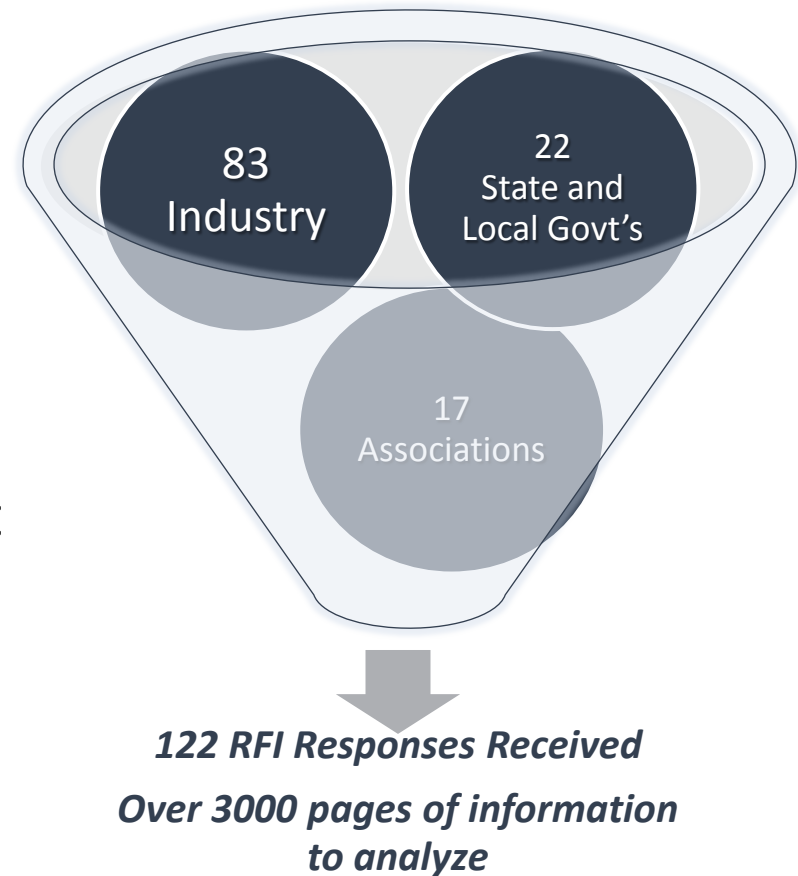 83
Industry
22
State and
Local Govt's
17
Associations
122 RFI Responses Received
Over 3000 pages of information
to analyze